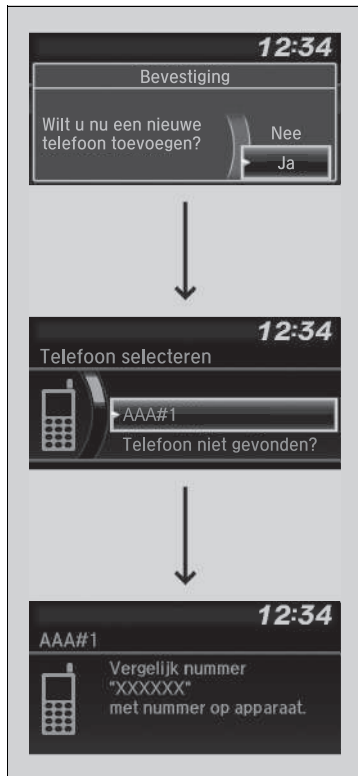 12:34
Bevestiging
Wilt u nu een nieuwe
telefoon toevoegen?
Nee
Ja
12:34
Telefoon selecteren
AAA#1
Telefoon niet gevonden?
12:34
AAA#1
Vergelijk nummer
"XXXXXX"
met nummer op apparaat.